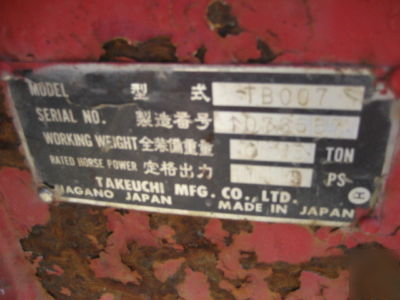 MODEL 型式 TB007
SERIAL NO. 製造番号
WORKING WEIGHT 全装備重量 TON
RATED HORSE POWER 定格出力 PS
TAKEUCHI MFG. CO., LTD.
NAGANO JAPAN MADE IN JAPAN